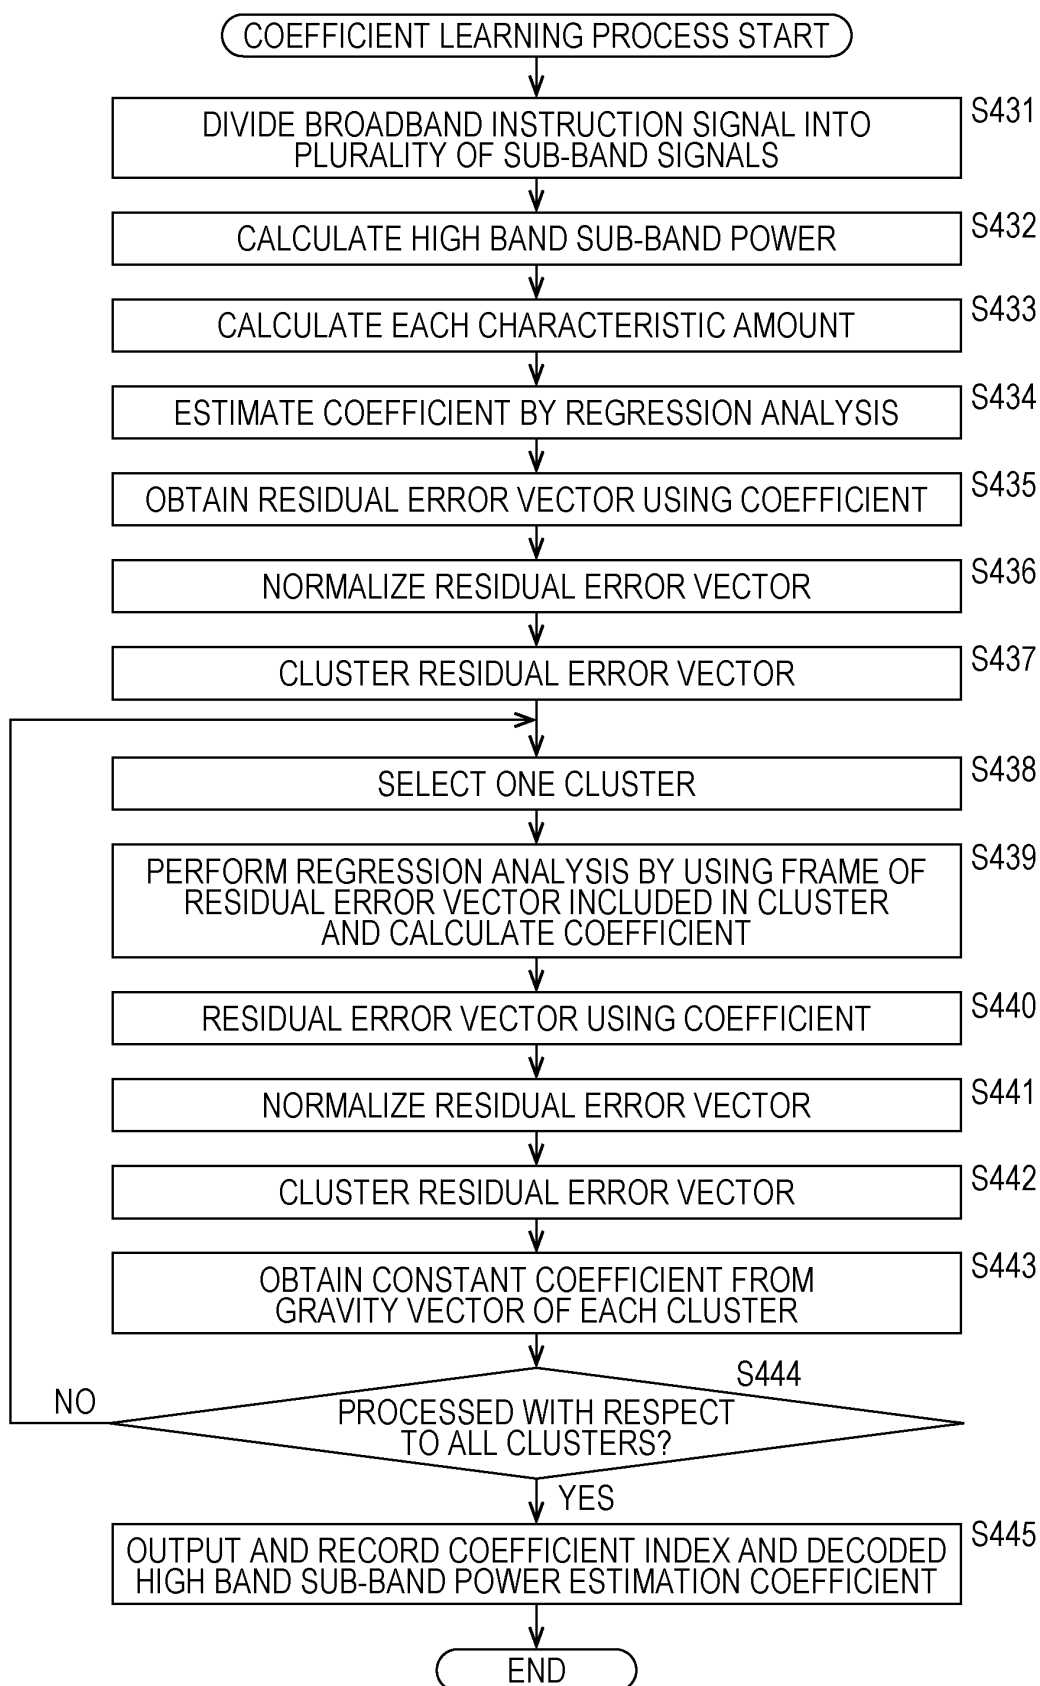 COEFFICIENT LEARNING PROCESS START
S431
DIVIDE BROADBAND INSTRUCTION SIGNAL INTO
PLURALITY OF SUB-BAND SIGNALS
S432
CALCULATE HIGH BAND SUB-BAND POWER
S433
CALCULATE EACH CHARACTERISTIC AMOUNT
S434
ESTIMATE COEFFICIENT BY REGRESSION ANALYSIS
S435
OBTAIN RESIDUAL ERROR VECTOR USING COEFFICIENT
S436
NORMALIZE RESIDUAL ERROR VECTOR
S437
CLUSTER RESIDUAL ERROR VECTOR
S438
SELECT ONE CLUSTER
S439
PERFORM REGRESSION ANALYSIS BY USING FRAME OF
RESIDUAL ERROR VECTOR INCLUDED IN CLUSTER
AND CALCULATE COEFFICIENT
S440
RESIDUAL ERROR VECTOR USING COEFFICIENT
S441
NORMALIZE RESIDUAL ERROR VECTOR
S442
CLUSTER RESIDUAL ERROR VECTOR
S443
OBTAIN CONSTANT COEFFICIENT FROM
GRAVITY VECTOR OF EACH CLUSTER
S444
NO
PROCESSED WITH RESPECT
TO ALL CLUSTERS?
YES
S445
OUTPUT AND RECORD COEFFICIENT INDEX AND DECODED
HIGH BAND SUB-BAND POWER ESTIMATION COEFFICIENT
END